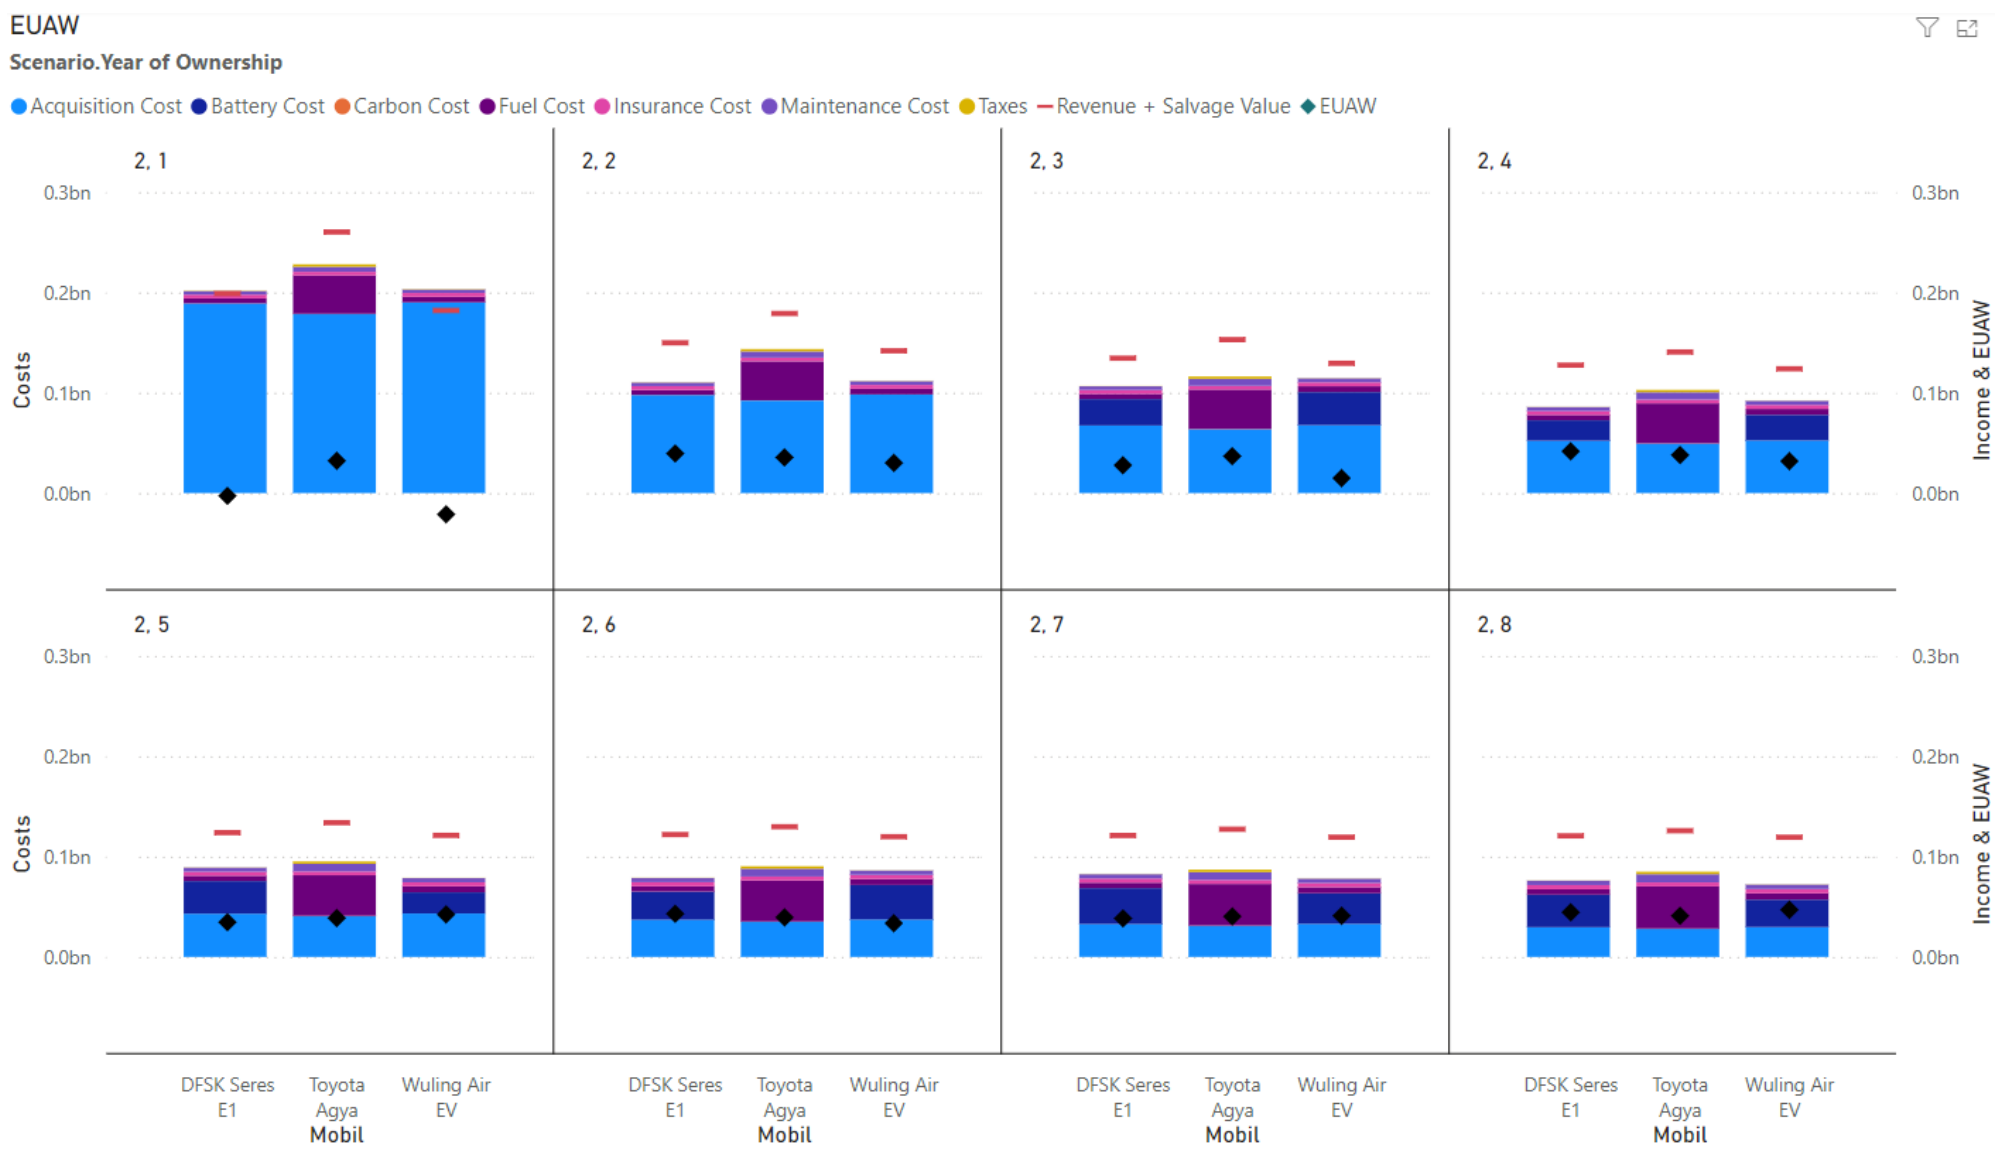 EUAW
Scenario.Year of Ownership
Acquisition Cost Battery Cost Carbon Cost Fuel Cost Insurance Cost Maintenance Cost Taxes Revenue + Salvage Value EUAW
2, 1 2, 2 2, 3 2, 4
0.3bn 0.3bn
0.2bn 0.2bn
0.1bn 0.1bn
0.0bn 0.0bn
Costs
Income & EUAW
2, 5 2, 6 2, 7 2, 8
0.3bn 0.3bn
0.2bn 0.2bn
0.1bn 0.1bn
0.0bn 0.0bn
Costs
Income & EUAW
DFSK Seres Toyota Wuling Air DFSK Seres Toyota Wuling Air DFSK Seres Toyota Wuling Air DFSK Seres Toyota Wuling Air
E1 Agya EV E1 Agya EV E1 Agya EV E1 Agya EV
Mobil Mobil Mobil Mobil